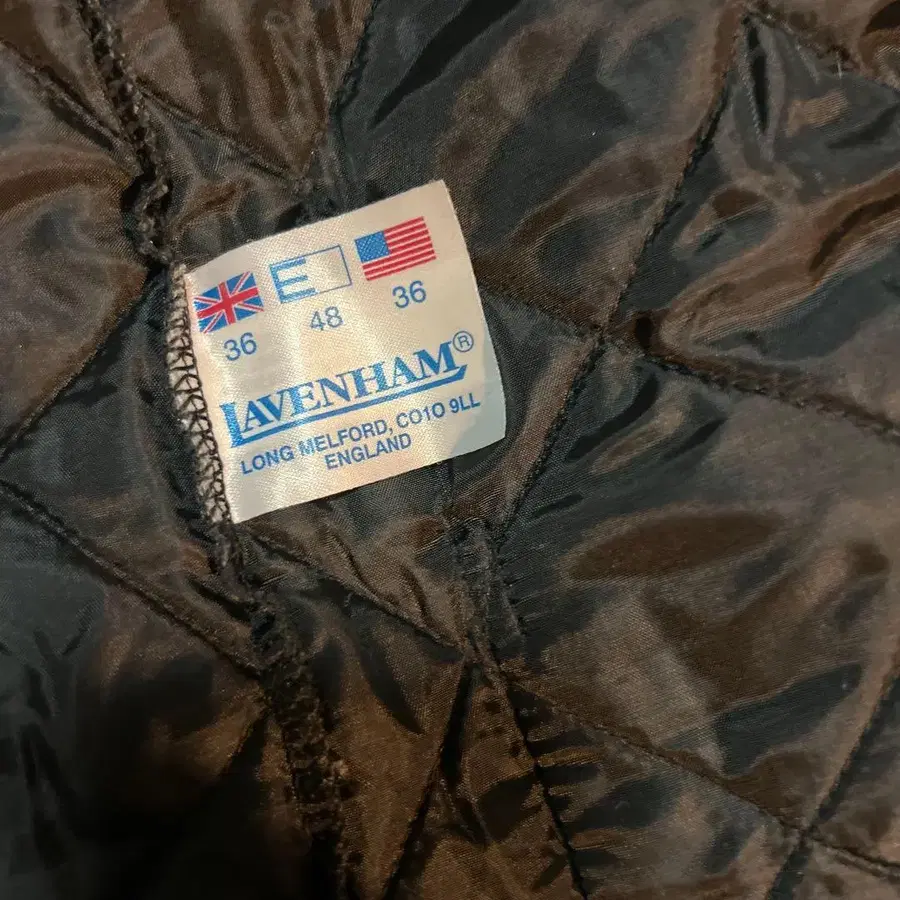 36 48 36
LAVENHAM®
LONG MELFORD, CO10 9LL
ENGLAND